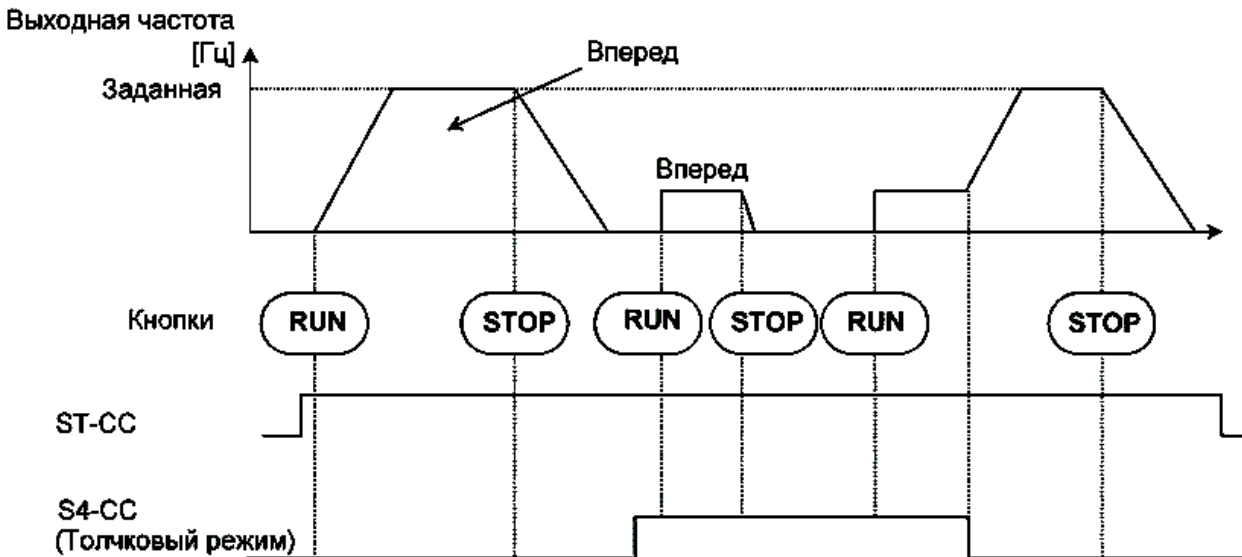 Выходная частота
[Гц]
Вперед
Заданная
Вперед
Кнопки
RUN
STOP
RUN
STOP
RUN
STOP
ST-CC
S4-CC
(Толчковый режим)